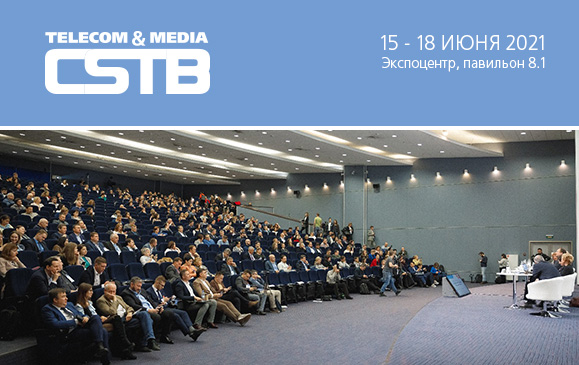 TELECOM & MEDIA
CSTB
15 - 18 ИЮНЯ 2021
Экспоцентр, павильон 8.1